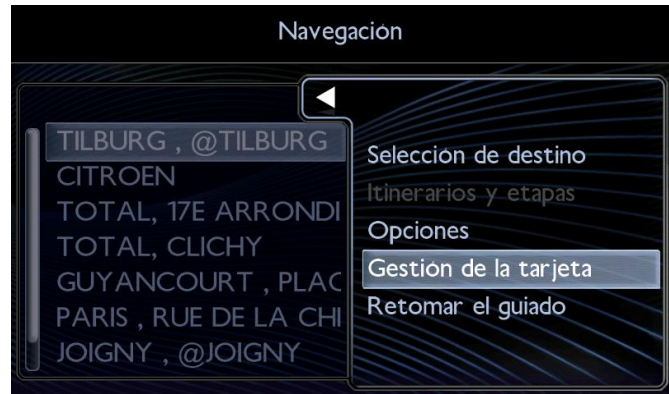 Navegación
TILBURG , @TILBURG
CITROEN
TOTAL, 17E ARRONDI
TOTAL, CLICHY
GUYANCOURT , PLAC
PARIS , RUE DE LA CHI
JOIGNY , @JOIGNY
Selección de destino
Itinerarios y etapas
Opciones
Gestión de la tarjeta
Retomar el guiado